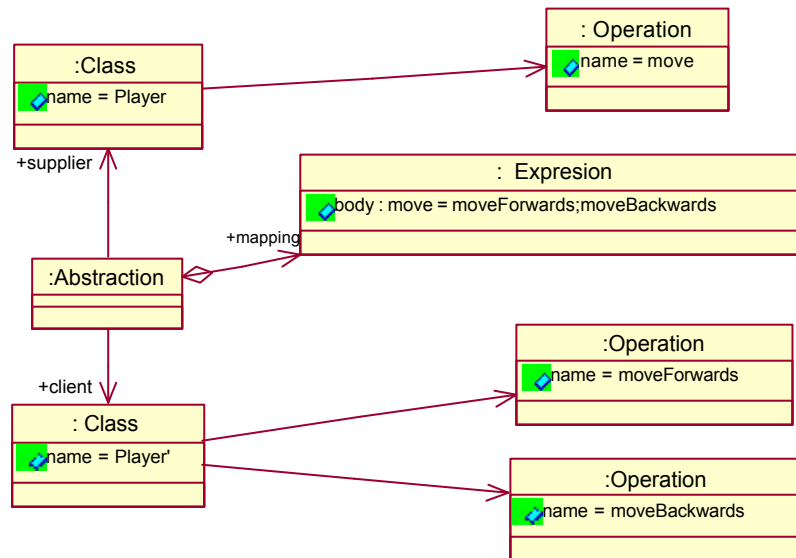 : Operation
name = move
:Class
name = Player
+supplier
: Expresion
body : move = moveForwards;moveBackwards
+mapping
:Abstraction
+client
:Operation
name = moveForwards
: Class
name = Player'
:Operation
name = moveBackwards